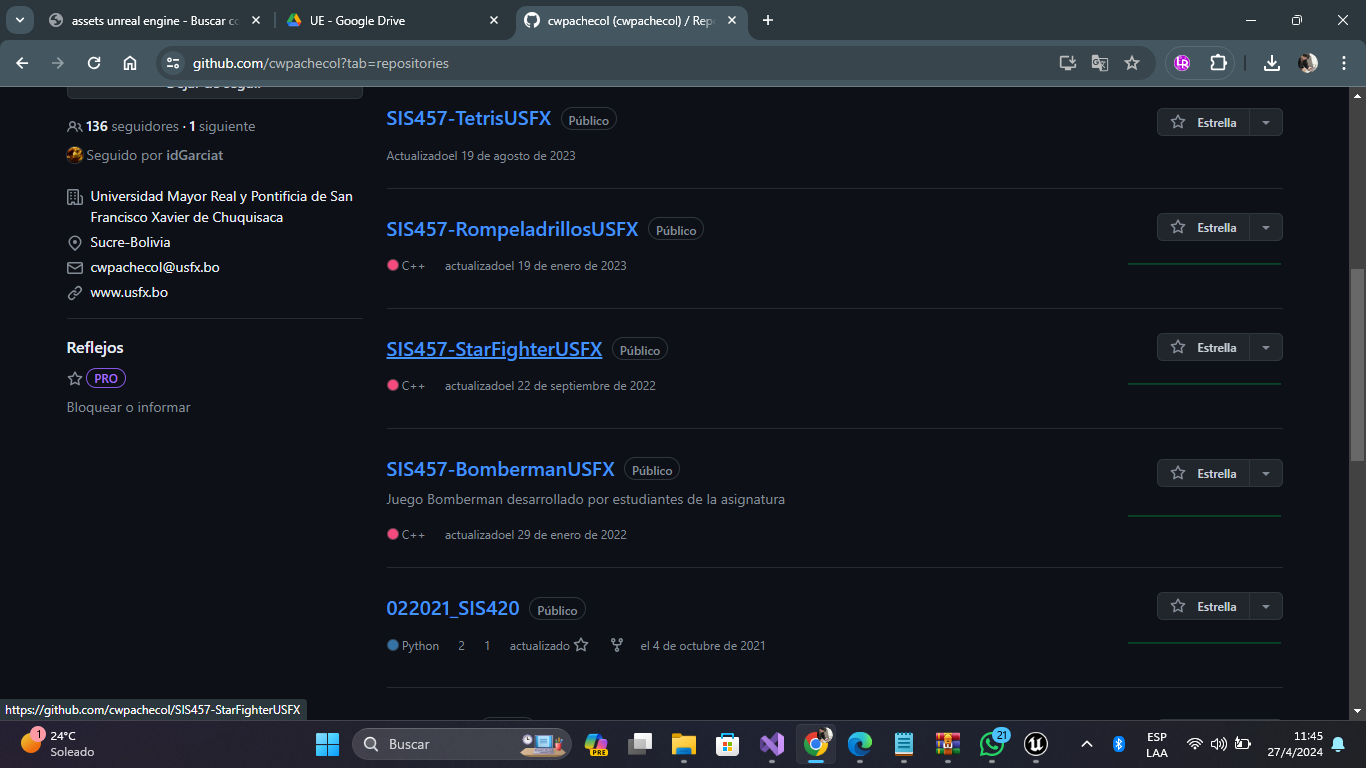 assets unreal engine - Buscar co
UE - Google Drive
cwpachecol (cwpachecol) / Repo
github.com/cwpachecol?tab=repositories
Dejar de seguir
136 seguidores · 1 siguiente
Seguido por idGarciat
Universidad Mayor Real y Pontificia de San
Francisco Xavier de Chuquisaca
Sucre-Bolivia
cwpachecol@usfx.bo
www.usfx.bo
Reflejos
PRO
Bloquear o informar
SIS457-TetrisUSFX Público
Estrella
Actualizadoel 19 de agosto de 2023
SIS457-RompeladrillosUSFX Público
Estrella
C++ actualizadoel 19 de enero de 2023
SIS457-StarFighterUSFX Público
Estrella
C++ actualizadoel 22 de septiembre de 2022
SIS457-BombermanUSFX Público
Estrella
Juego Bomberman desarrollado por estudiantes de la asignatura
C++ actualizadoel 29 de enero de 2022
022021_SIS420 Público
Estrella
Python 2 1 actualizado el 4 de octubre de 2021
https://github.com/cwpachecol/SIS457-StarFighterUSFX
1
24°C
Soleado
Buscar
PRE
21
ESP
LAA
11:45
27/4/2024